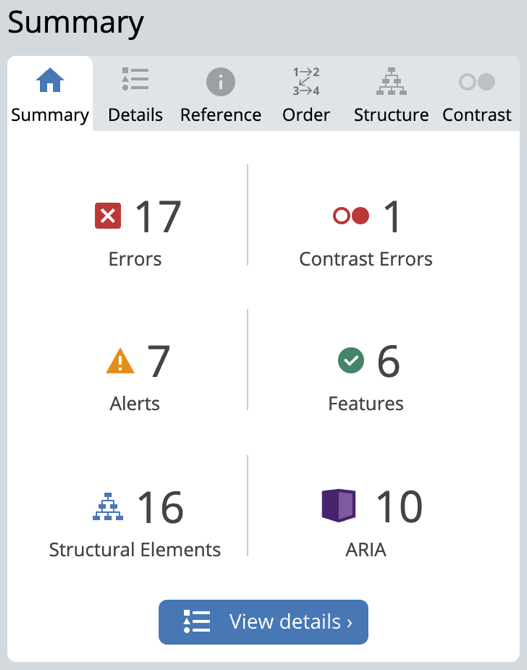 Summary
Summary Details Reference Order Structure Contrast
1→2
3→4
17 1
Errors Contrast Errors
7 6
Alerts Features
16 10
Structural Elements ARIA
View details ›